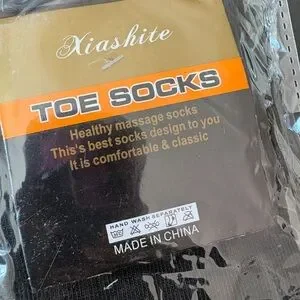 Xiashite
TOE SOCKS
Healthy massage socks
This's best socks design to you
It is comfortable & classic
HAND WASH SEPARATELY
MADE IN CHINA